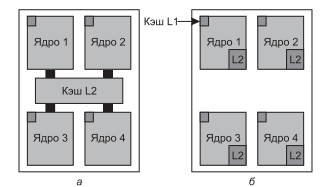 Кэш L1
Ядро 1 Ядро 2
Кэш L2
Ядро 3 Ядро 4
а
Ядро 1 Ядро 2
L2 L2
Ядро 3 Ядро 4
L2 L2
б